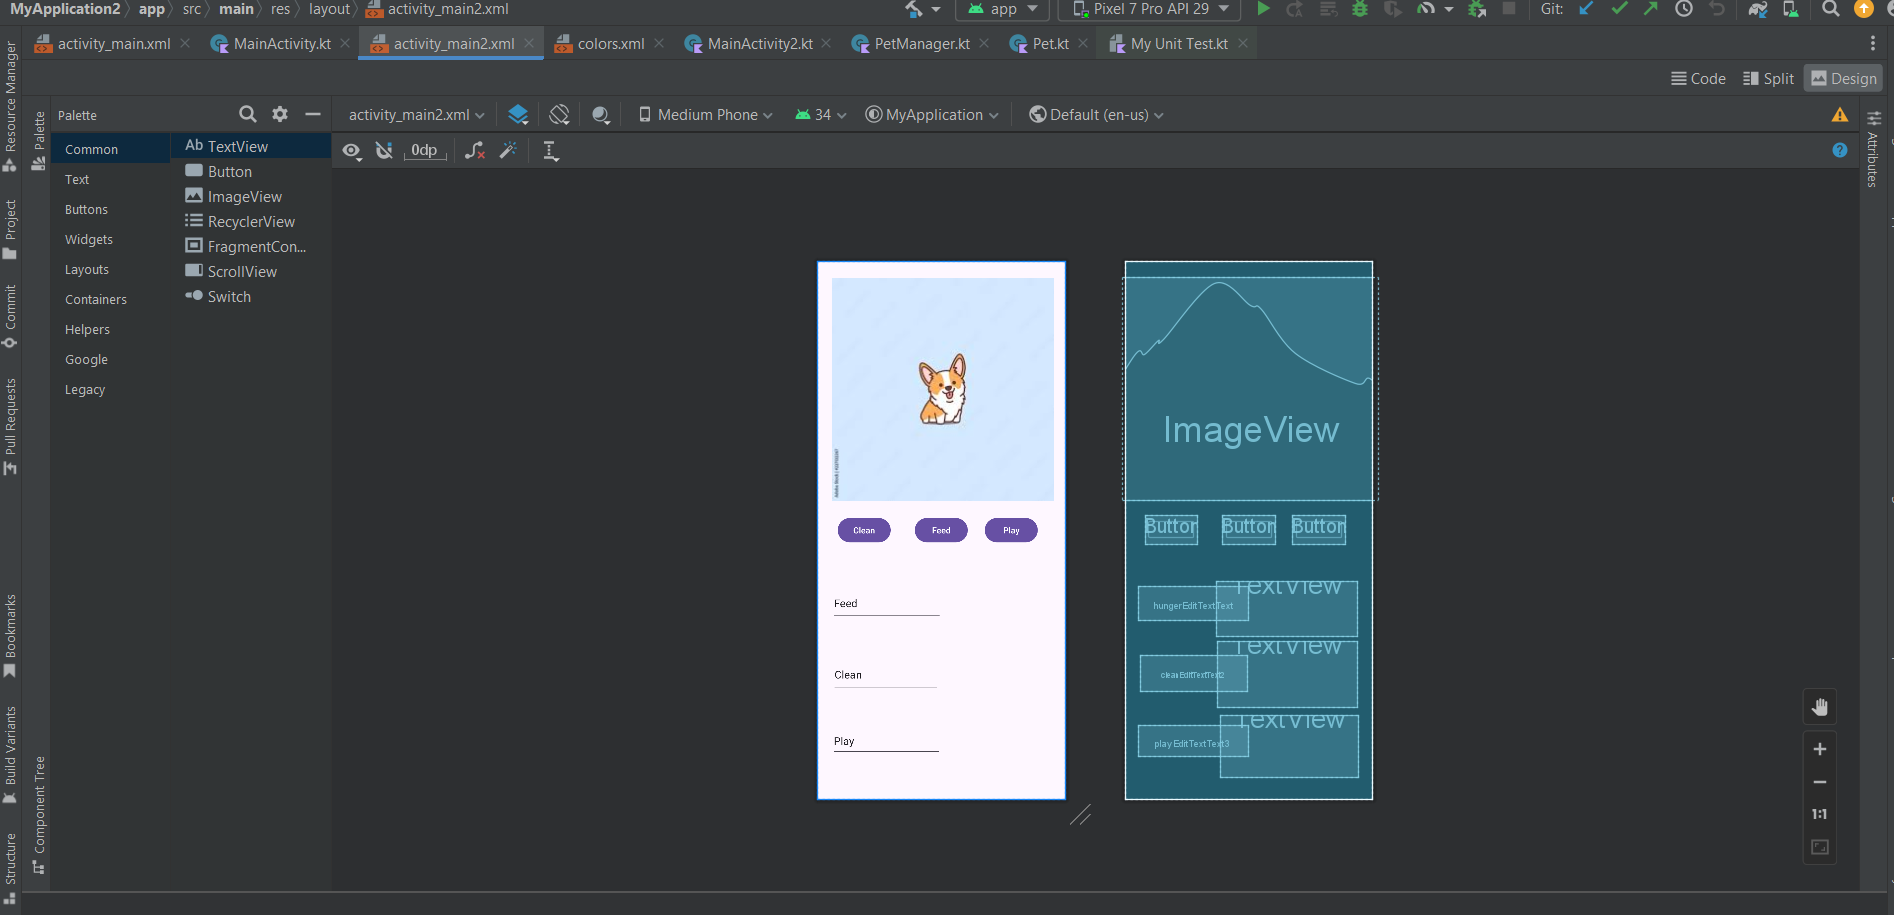 MyApplication2 app src main res layout activity_main2.xml app Pixel 7 Pro API 29 Git:
activity_main.xml MainActivity.kt activity_main2.xml colors.xml MainActivity2.kt PetManager.kt Pet.kt My Unit Test.kt
Code Split Design
Palette activity_main2.xml Medium Phone 34 MyApplication Default (en-us)
0dp
Common
Text
Buttons
Widgets
Layouts
Containers
Helpers
Google
Legacy
Ab TextView
Button
ImageView
RecyclerView
FragmentCon...
ScrollView
Switch
Resource Manager
Project
Commit
Pull Requests
Bookmarks
Build Variants
Structure
Palette
Component Tree
Attributes
Clean Feed Play
Feed
Clean
Play
ImageView
Button Button Button
hungerEditTextText TextView
cleanEditTextText2 TextView
playEditTextText3 TextView
1:1